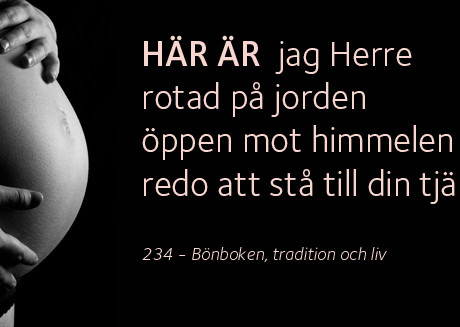 HÄR ÄR jag Herre
rotad på jorden
öppen mot himmelen
redo att stå till din tjä
234 – Bönboken, tradition och liv